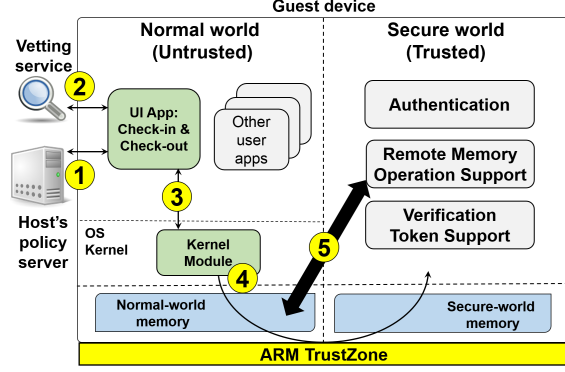 Guest device
Normal world
(Untrusted)
Secure world
(Trusted)
Vetting
service
2
UI App:
Check-in &
Check-out
Other
user
apps
Authentication
1
Remote Memory
Operation Support
3
Host's
policy
server
OS
Kernel
Kernel
Module
4
5
Verification
Token Support
Normal-world
memory
Secure-world
memory
ARM TrustZone